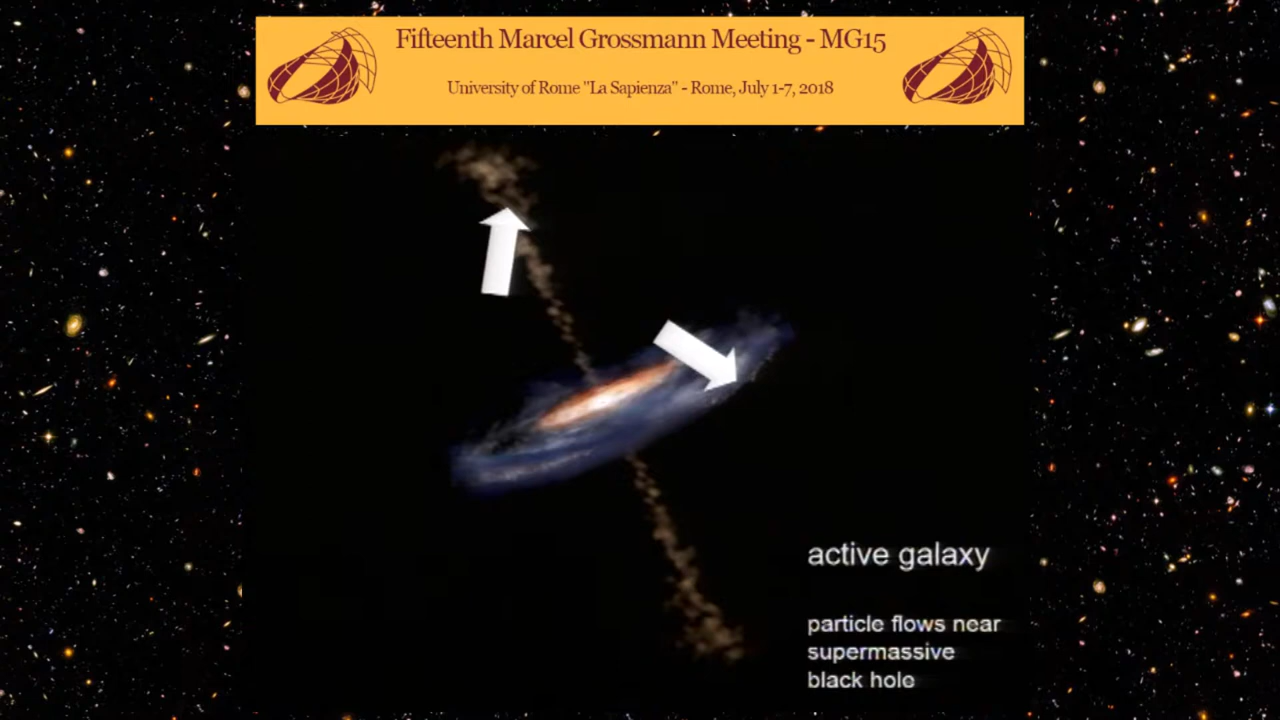 Fifteenth Marcel Grossmann Meeting - MG15
University of Rome "La Sapienza" - Rome, July 1-7, 2018
active galaxy
particle flows near
supermassive
black hole